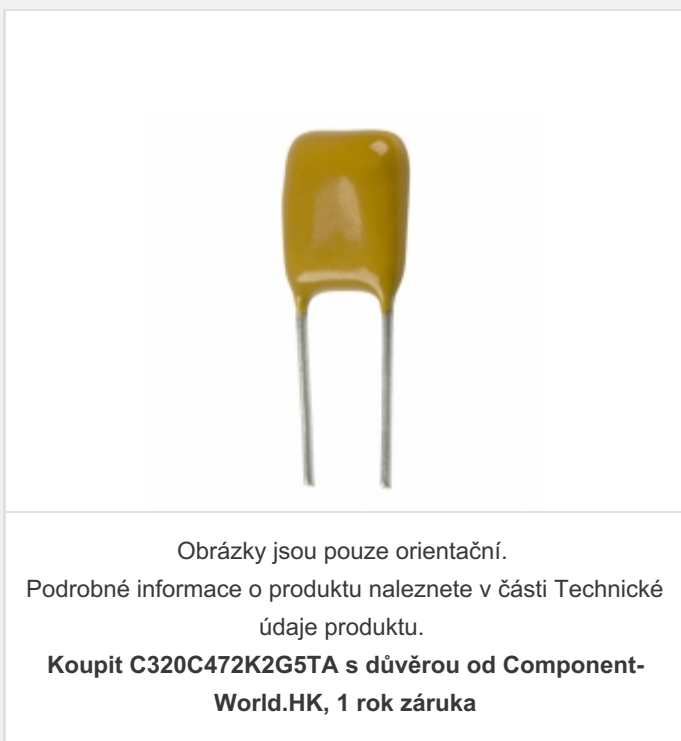 Obrázky jsou pouze orientační.
Podrobné informace o produktu naleznete v části Technické
údaje produktu.
Koupit C320C472K2G5TA s důvěrou od Component-
World.HK, 1 rok záruka